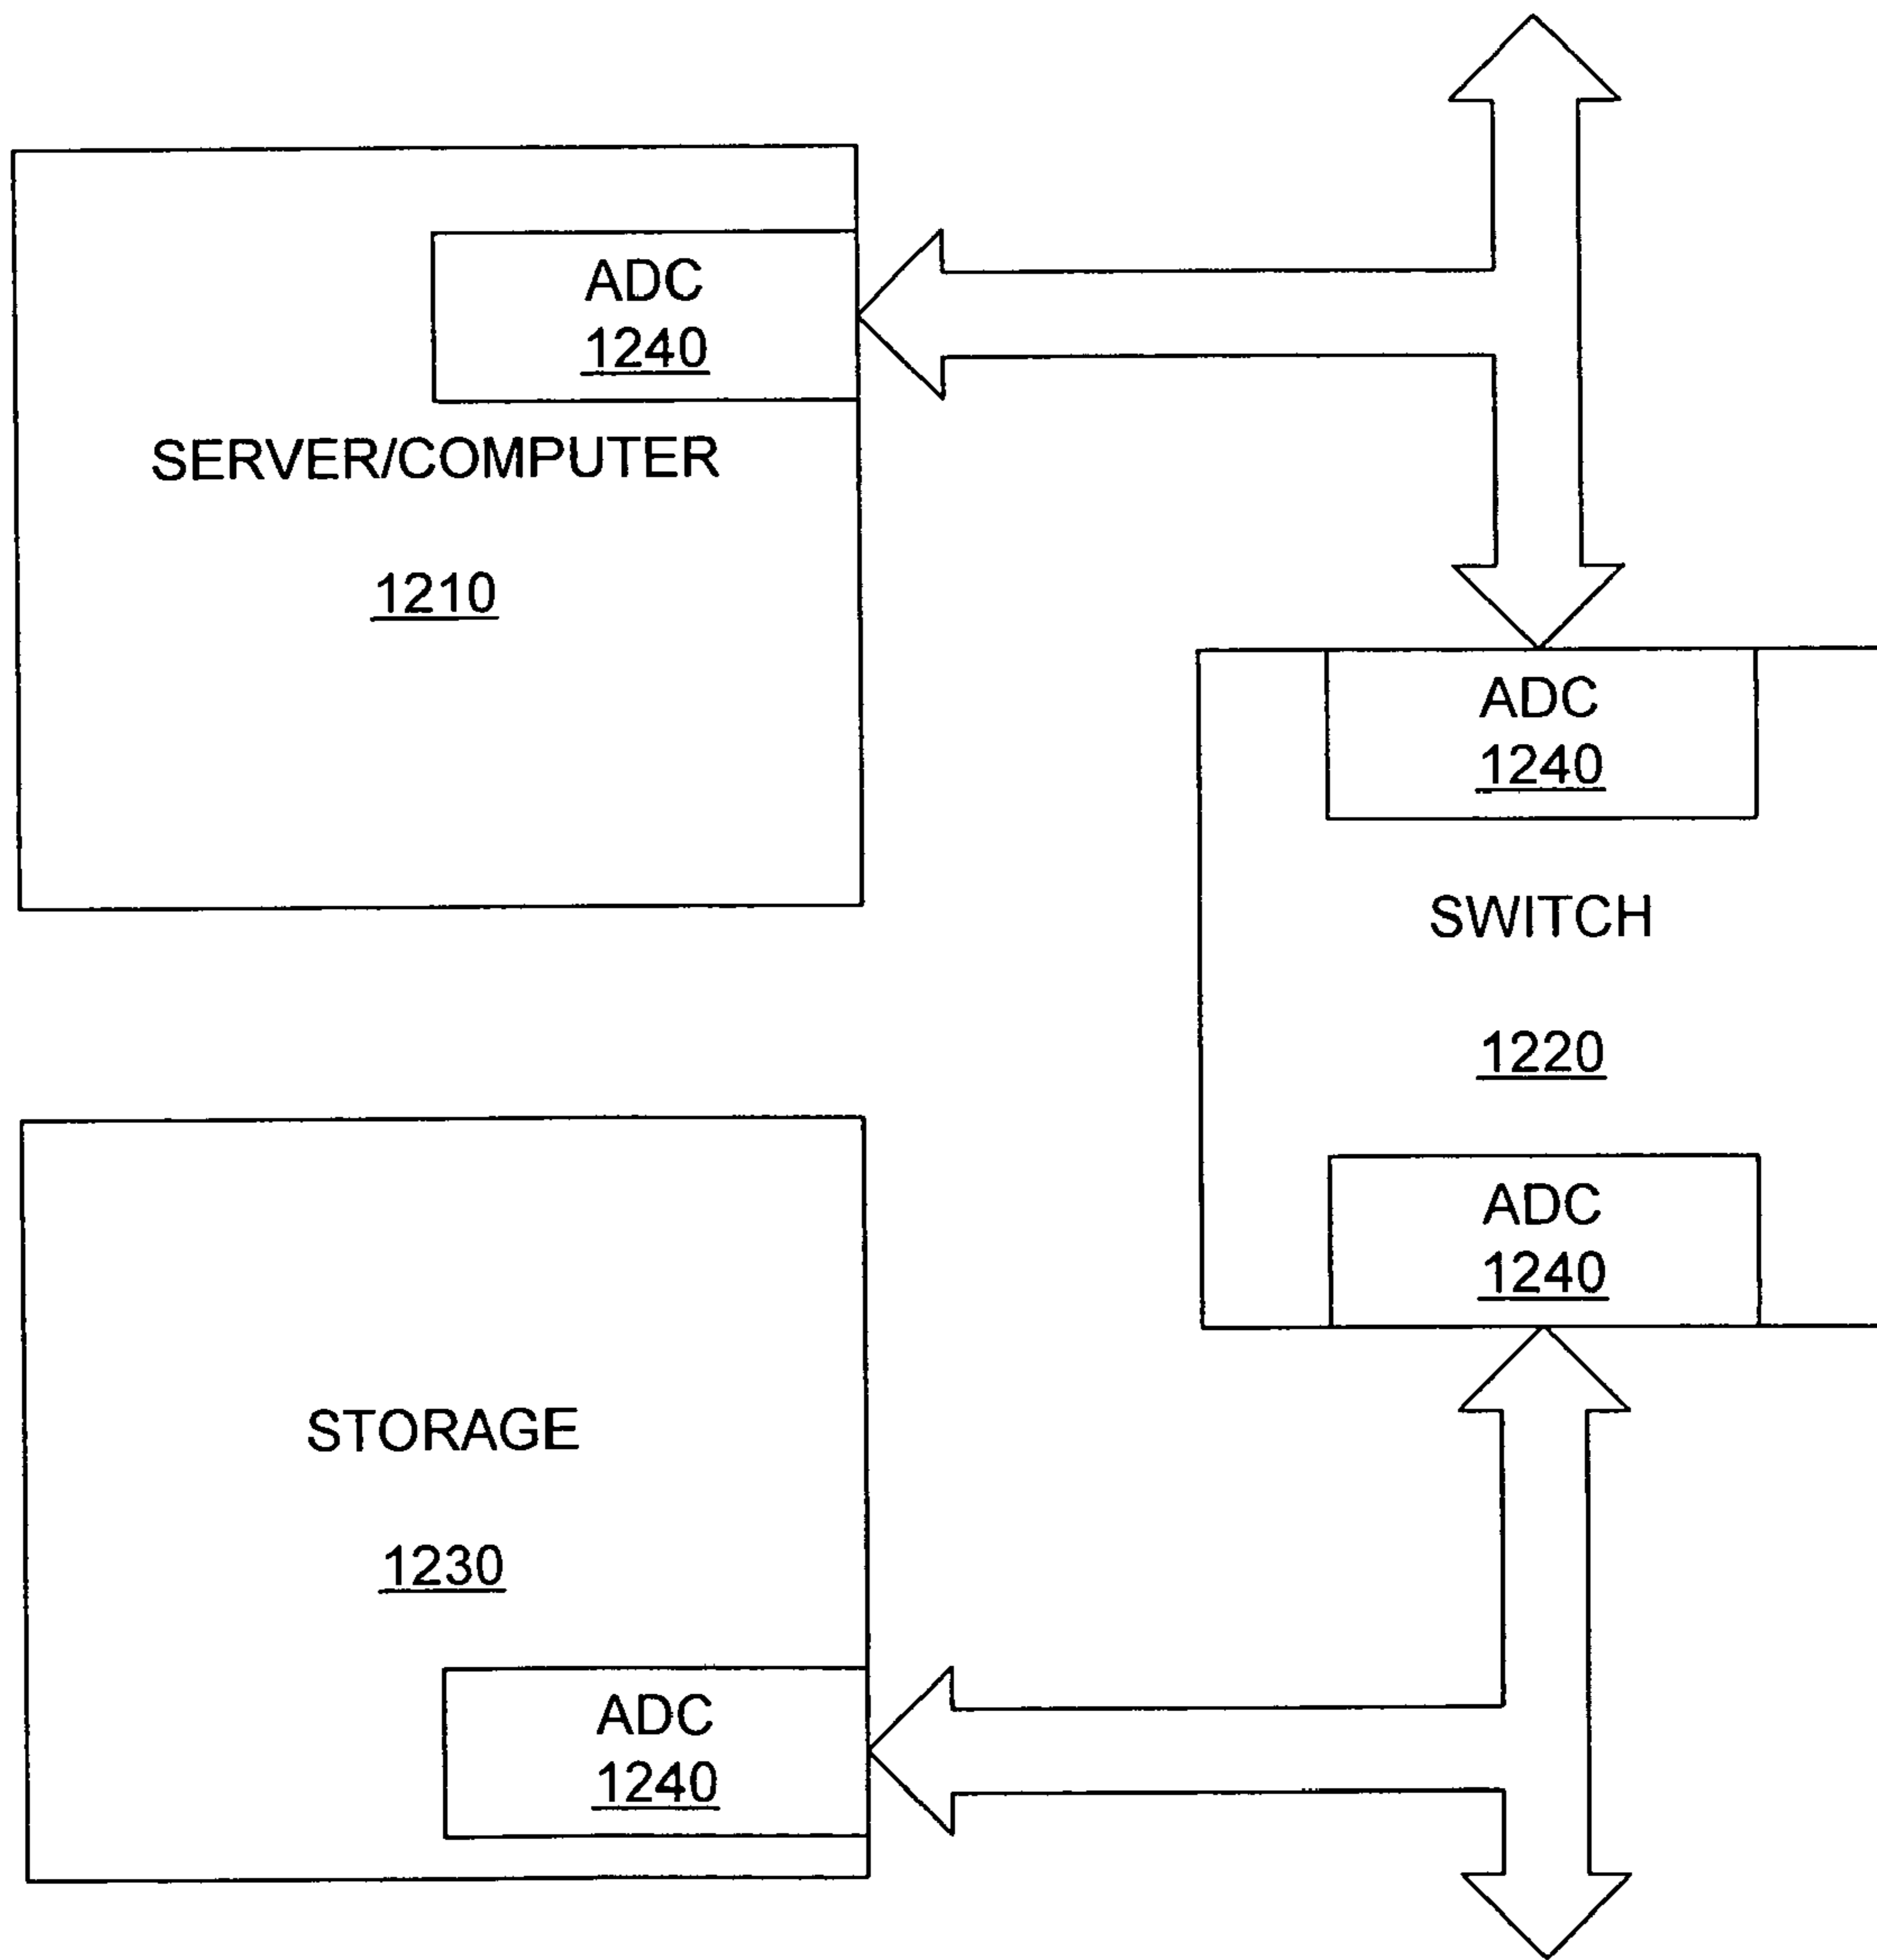 ADC
1240
SERVER/COMPUTER
1210
ADC
1240
SWITCH
1220
ADC
1240
STORAGE
1230
ADC
1240